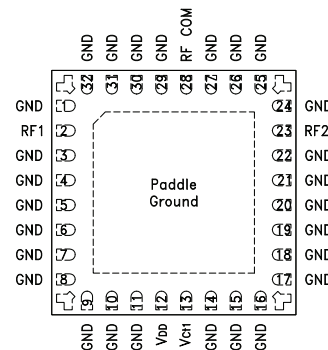 GND GND GND GND RF COM GND GND GND
32 31 30 29 28 27 26 25
GND 1 24 GND
RF1 2 23 RF2
GND 3 22 GND
GND 4 21 GND
GND 5 20 GND
GND 6 19 GND
GND 7 18 GND
GND 8 17 GND
Paddle
Ground
9 10 11 12 13 14 15 16
GND GND GND VDD VCtl GND GND GND